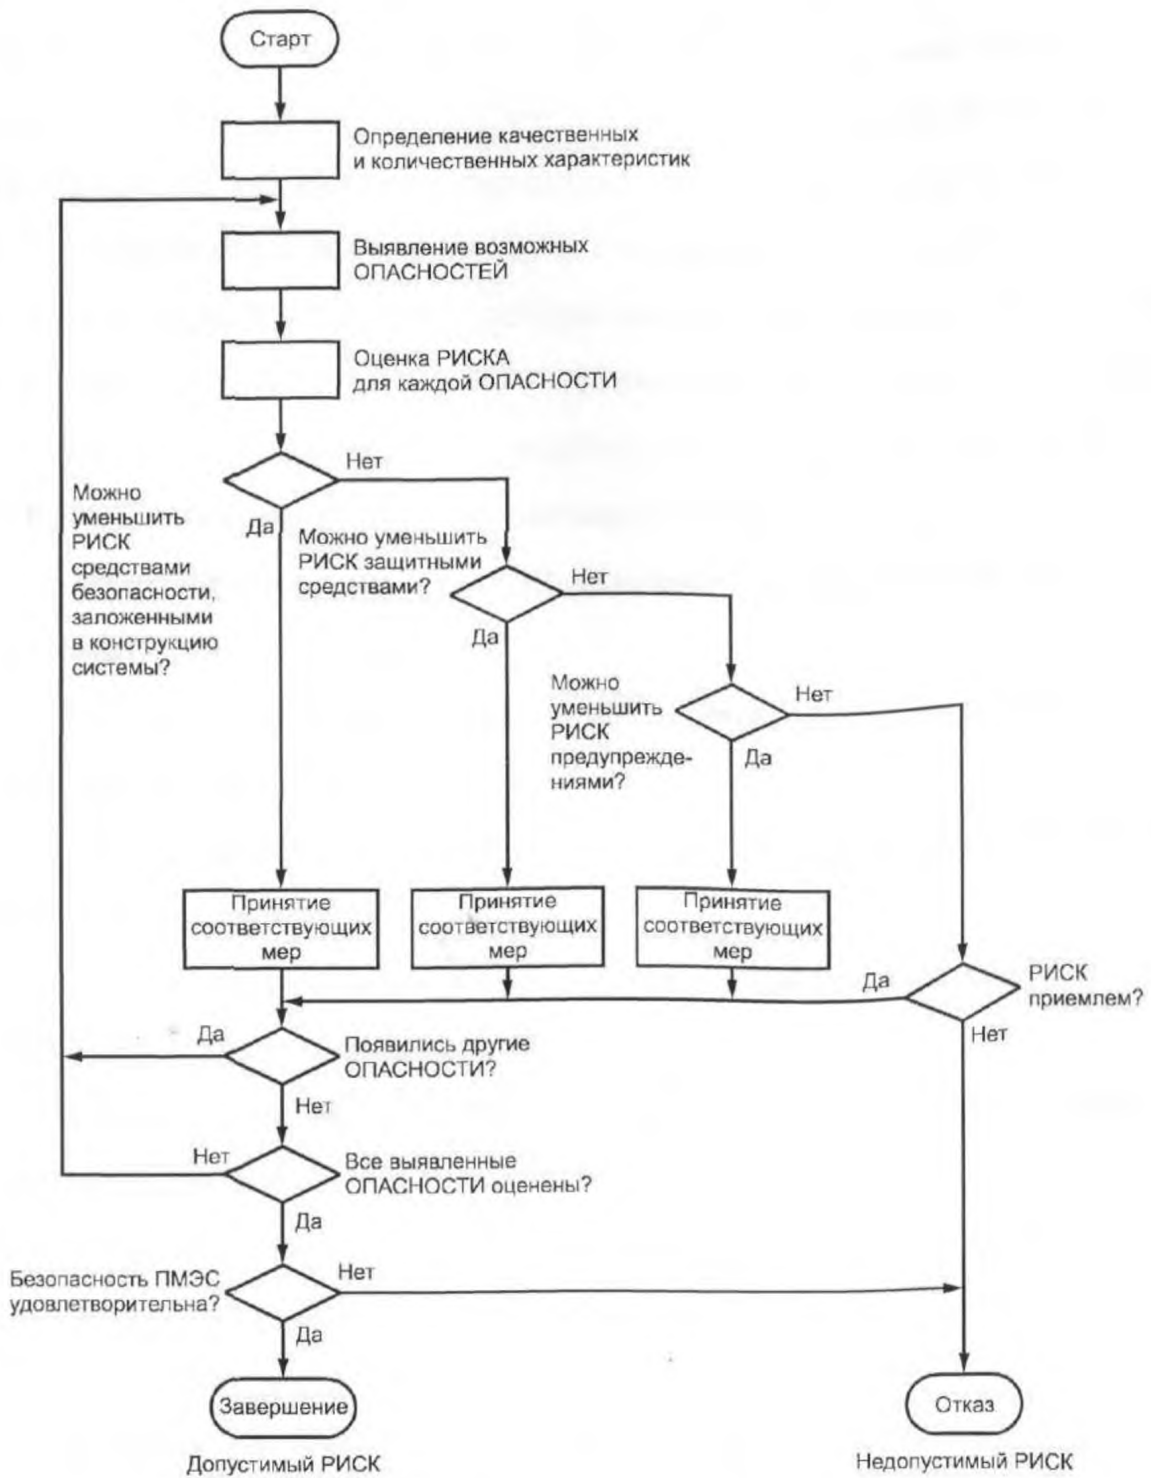 Старт
Определение качественных
и количественных характеристик
Выявление возможных
ОПАСНОСТЕЙ
Оценка РИСКА
для каждой ОПАСНОСТИ
Нет
Да
Можно
уменьшить
РИСК
средствами
безопасности,
заложенными
в конструкцию
системы?
Можно уменьшить
РИСК защитными
средствами?
Нет
Да
Можно
уменьшить
РИСК
предупрежде-
ниями?
Нет
Да
Принятие
соответствующих
мер
Принятие
соответствующих
мер
Принятие
соответствующих
мер
Да
РИСК
приемлем?
Нет
Да
Появились другие
ОПАСНОСТИ?
Нет
Нет
Все выявленные
ОПАСНОСТИ оценены?
Да
Безопасность ПМЭС
удовлетворительна?
Нет
Да
Завершение
Допустимый РИСК
Отказ
Недопустимый РИСК